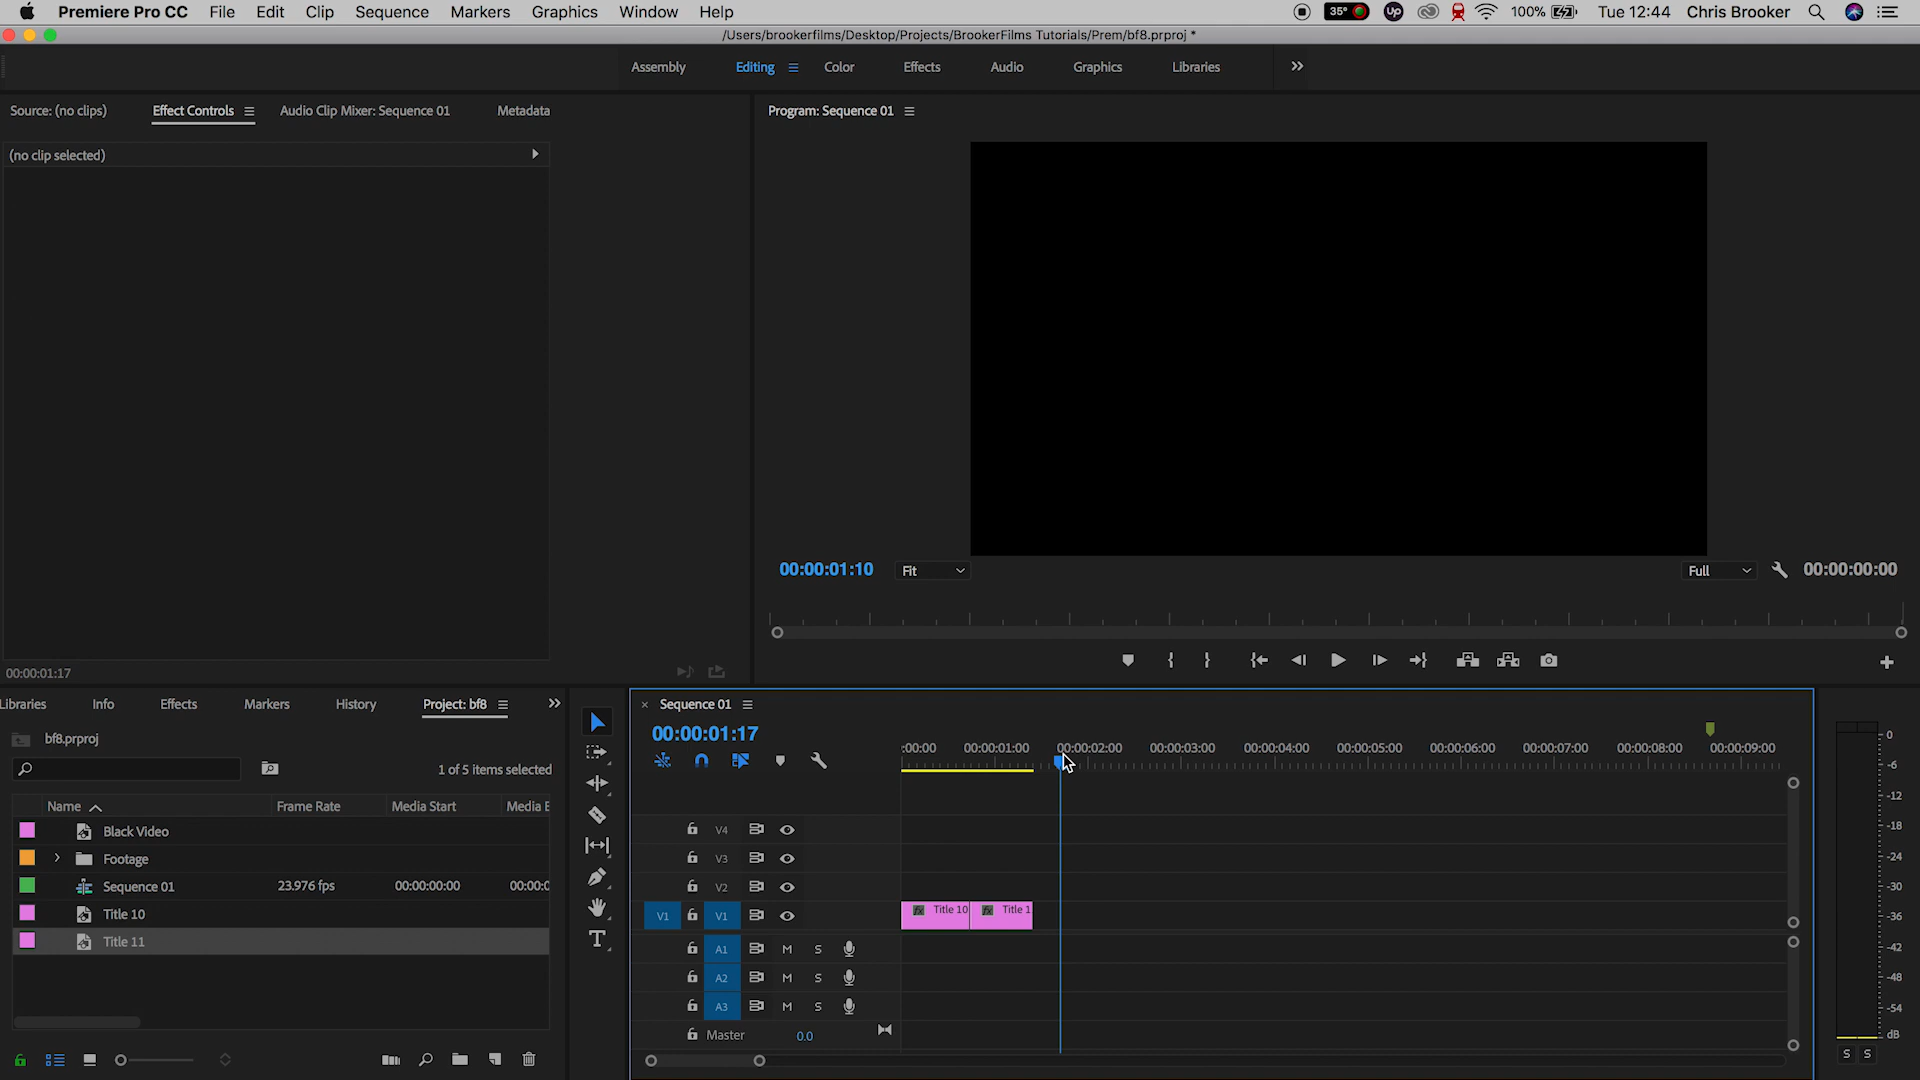 Premiere Pro CC File Edit Clip Sequence Markers Graphics Window Help 35° Up 100% Tue 12:44 Chris Brooker
/Users/brookerfilms/Desktop/Projects/BrookerFilms Tutorials/Prem/bf8.prproj *
Assembly Editing Color Effects Audio Graphics Libraries
Source: (no clips) Effect Controls Audio Clip Mixer: Sequence 01 Metadata
Program: Sequence 01
(no clip selected)
00:00:01:10 Fit Full 00:00:00:00
00:00:01:17
Libraries Info Effects Markers History Project: bf8
bf8.prproj
1 of 5 items selected
Name Frame Rate Media Start Media E
Black Video
Footage
Sequence 01 23.976 fps 00:00:00:00 00:00:0
Title 10
Title 11
Sequence 01
00:00:01:17
:00:00 00:00:01:00 00:00:02:00 00:00:03:00 00:00:04:00 00:00:05:00 00:00:06:00 00:00:07:00 00:00:08:00 00:00:09:00
V4
V3
V2
V1 V1 fx Title 10 fx Title 1
A1 M S
A2 M S
A3 M S
Master 0.0
0
-6
-12
-18
-24
-30
-36
-42
-48
-54
dB
S S